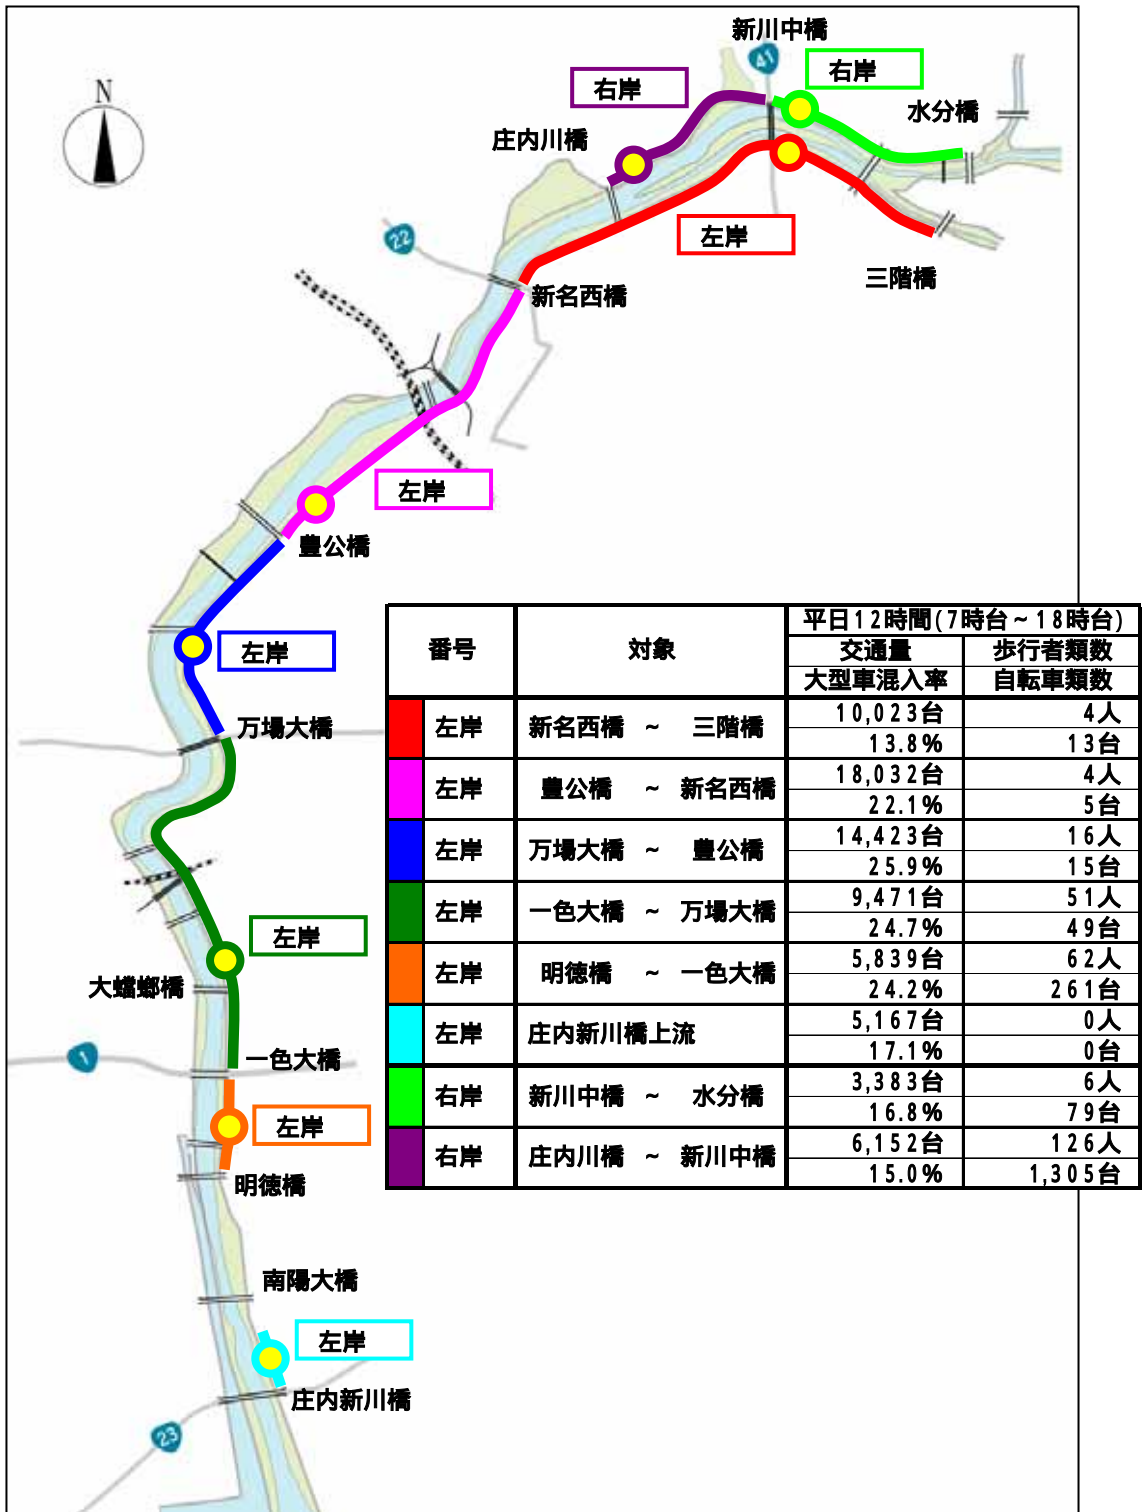 新川中橋
41
右岸
右岸
水分橋
N
庄内川橋
左岸
22
三階橋
新名西橋
左岸
豊公橋
左岸
万場大橋
左岸
大蟷螂橋
1
一色大橋
左岸
明徳橋
南陽大橋
左岸
庄内新川橋
23
番号 対象 平日12時間(7時台~18時台)
交通量 歩行者類数
大型車混入率 自転車類数
左岸 新名西橋 ~ 三階橋 10,023台 4人
13.8% 13台
左岸 豊公橋 ~ 新名西橋 18,032台 4人
22.1% 5台
左岸 万場大橋 ~ 豊公橋 14,423台 16人
25.9% 15台
左岸 一色大橋 ~ 万場大橋 9,471台 51人
24.7% 49台
左岸 明徳橋 ~ 一色大橋 5,839台 62人
24.2% 261台
左岸 庄内新川橋上流 5,167台 0人
17.1% 0台
右岸 新川中橋 ~ 水分橋 3,383台 6人
16.8% 79台
右岸 庄内川橋 ~ 新川中橋 6,152台 126人
15.0% 1,305台